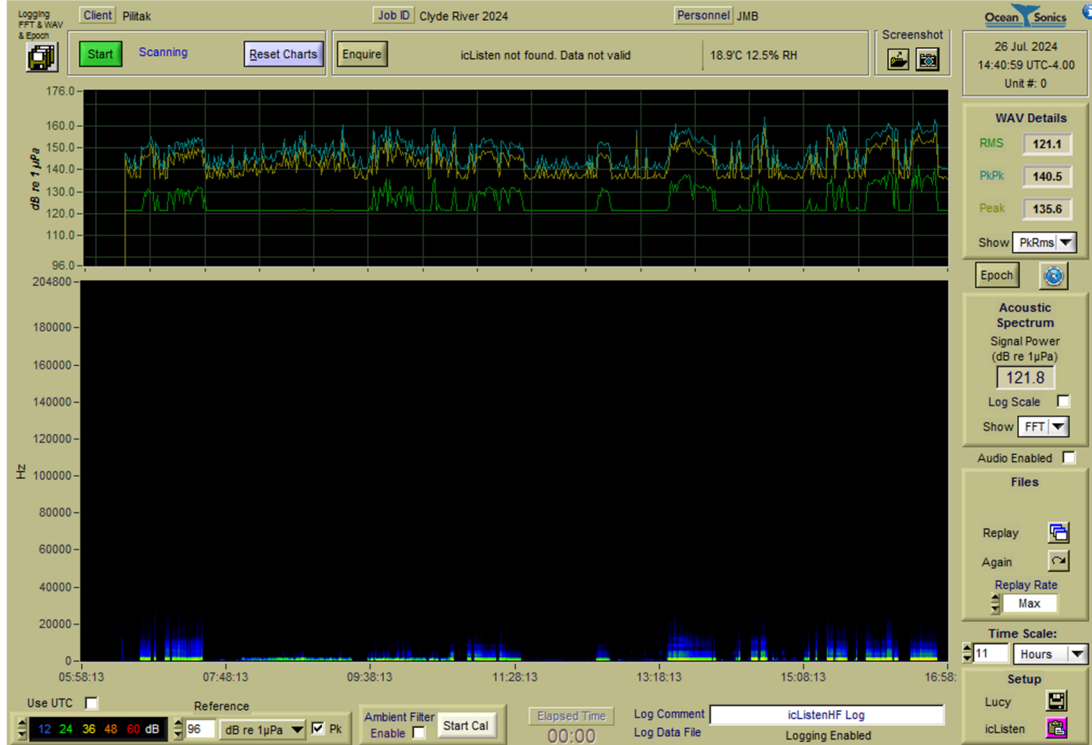 Logging
FFT & WAV
& Epoch
Client Pilitak
Job ID Clyde River 2024
Personnel JMB
Ocean Sonics
Start Scanning Reset Charts
Enquire icListen not found. Data not valid 18.9'C 12.5% RH
Screenshot
26 Jul. 2024
14:40:59 UTC-4.00
Unit #: 0
176.0
160.0
150.0
140.0
130.0
120.0
110.0
96.0
dB re 1µPa
WAV Details
RMS 121.1
PkPk 140.5
Peak 135.6
Show PkRms
Epoch
204800
180000
160000
140000
120000
100000
80000
60000
40000
20000
0
Hz
05:58:13 07:48:13 09:38:13 11:28:13 13:18:13 15:08:13 16:58:
Acoustic
Spectrum
Signal Power
(dB re 1µPa)
121.8
Log Scale
Show FFT
Audio Enabled
Files
Replay
Again
Replay Rate
Max
Time Scale:
11 Hours
Setup
Lucy
icListen
Use UTC
12 24 36 48 60 dB
Reference
96 dB re 1µPa Pk
Ambient Filter
Enable Start Cal
Elapsed Time
00:00
Log Comment icListenHF Log
Log Data File Logging Enabled